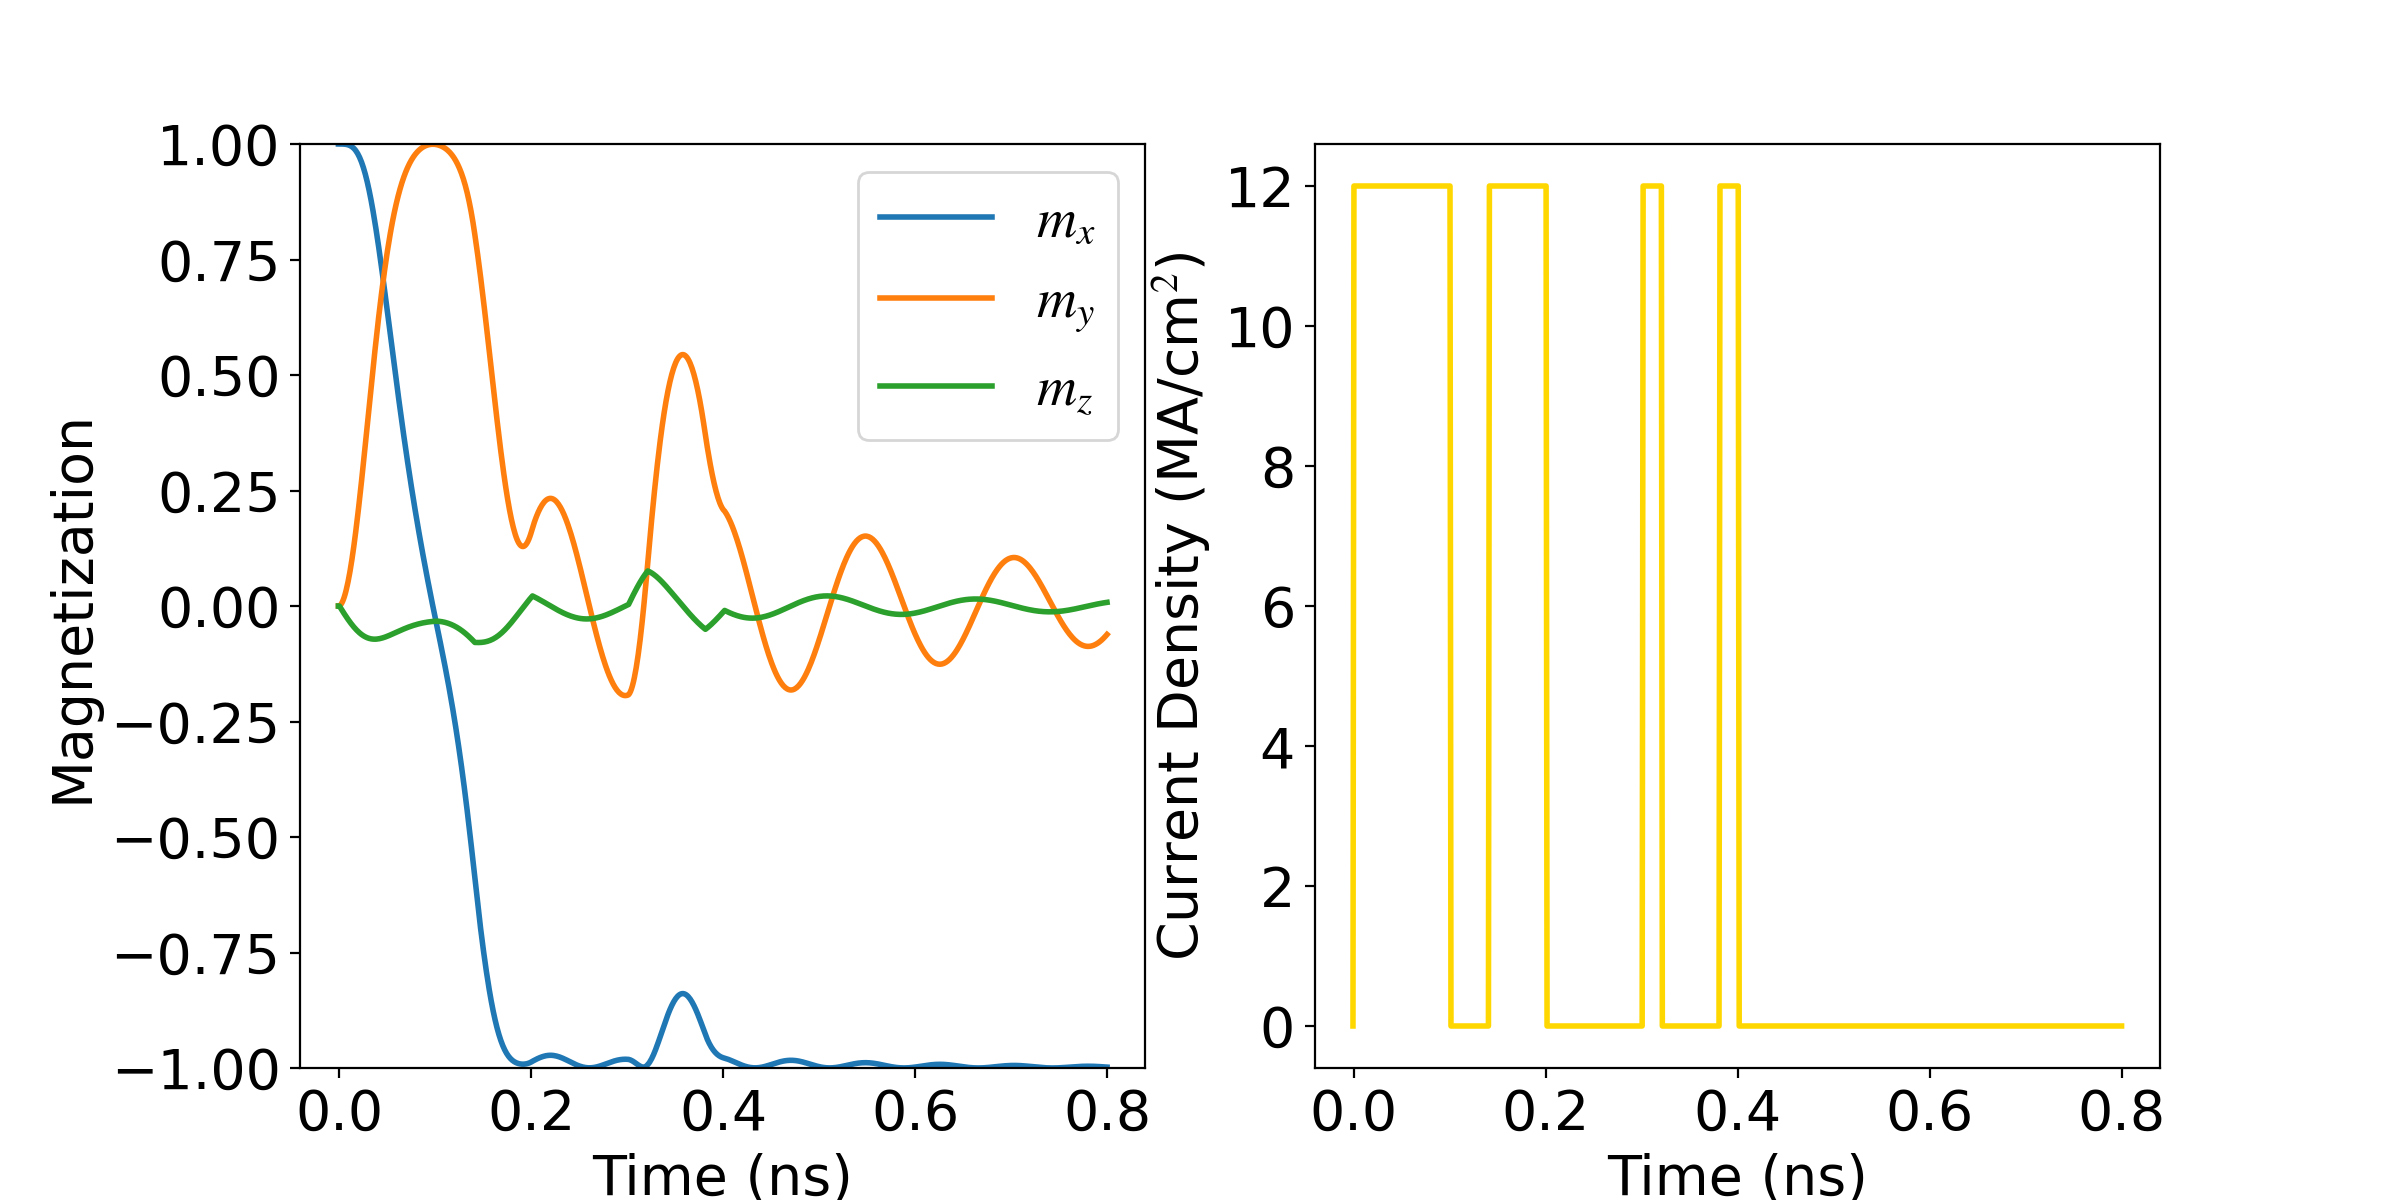 Magnetization
1.00
0.75
0.50
0.25
0.00
−0.25
−0.50
−0.75
−1.00
0.0 0.2 0.4 0.6 0.8
Time (ns)
m_x
m_y
m_z
Current Density (MA/cm²)
12
10
8
6
4
2
0
0.0 0.2 0.4 0.6 0.8
Time (ns)